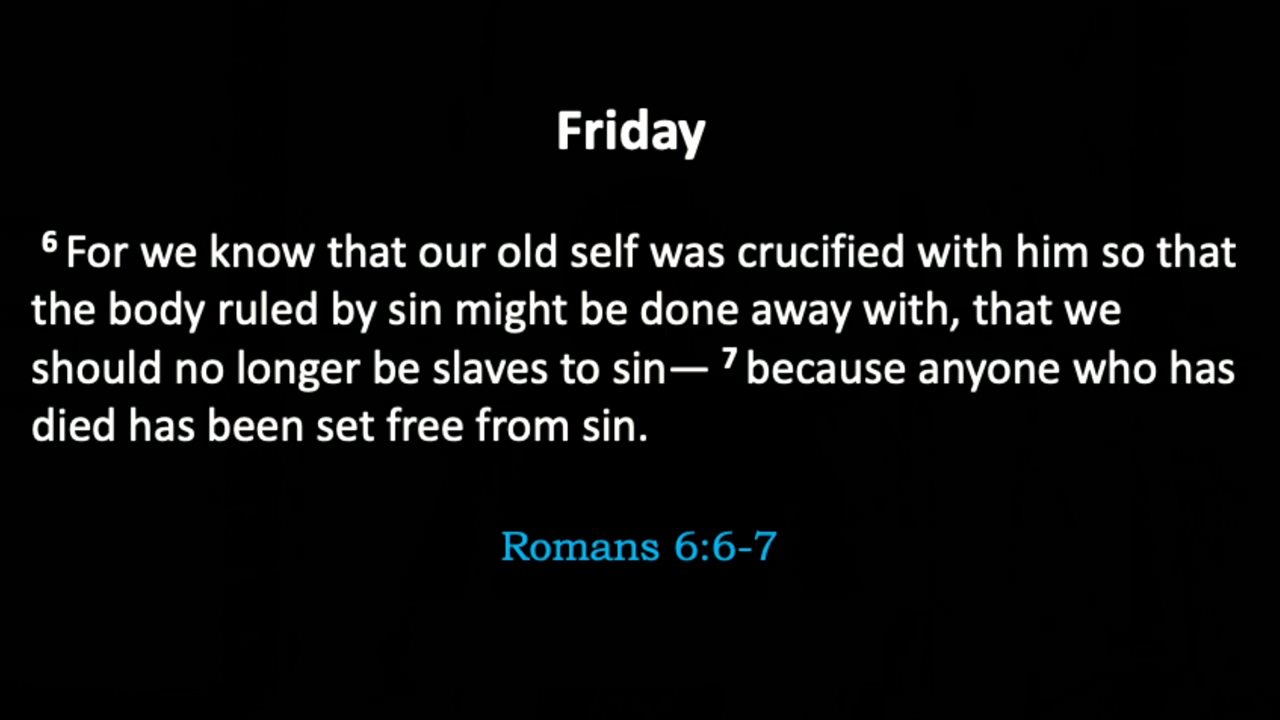 Friday
⁶ For we know that our old self was crucified with him so that
the body ruled by sin might be done away with, that we
should no longer be slaves to sin— ⁷ because anyone who has
died has been set free from sin.
Romans 6:6-7